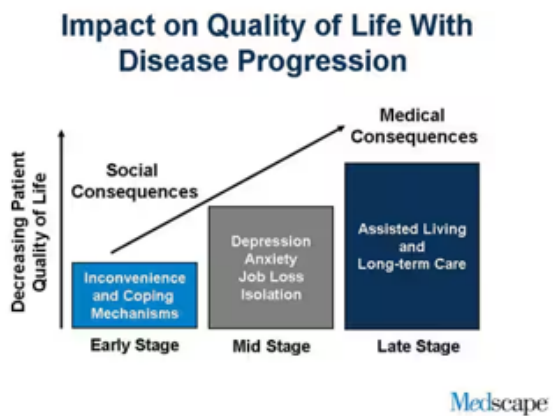 Impact on Quality of Life With
Disease Progression
Decreasing Patient
Quality of Life
Social
Consequences
Medical
Consequences
Inconvenience
and Coping
Mechanisms
Depression
Anxiety
Job Loss
Isolation
Assisted Living
and
Long-term Care
Early Stage
Mid Stage
Late Stage
Medscape